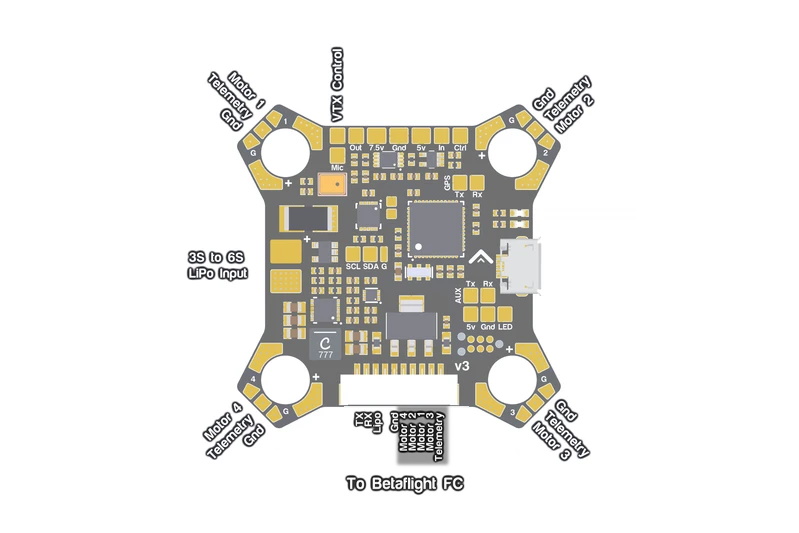 VTX Control
Motor 1
Telemetry
Gnd
Gnd
Telemetry
Motor 2
1
G
+
G
2
+
Out 7.5v Gnd 5v In Ctrl
Mic
GPS
Tx Rx
3S to 6S
LiPo Input
+
SCL SDA G
AUX
Tx Rx
5v Gnd LED
C
777
v3
+
4
G
+
G
3
Motor 4
Telemetry
Gnd
TX
RX
Lipo
Gnd
Motor 4
Motor 2
Motor 1
Motor 3
Telemetry
Gnd
Telemetry
Motor 3
To Betaflight FC